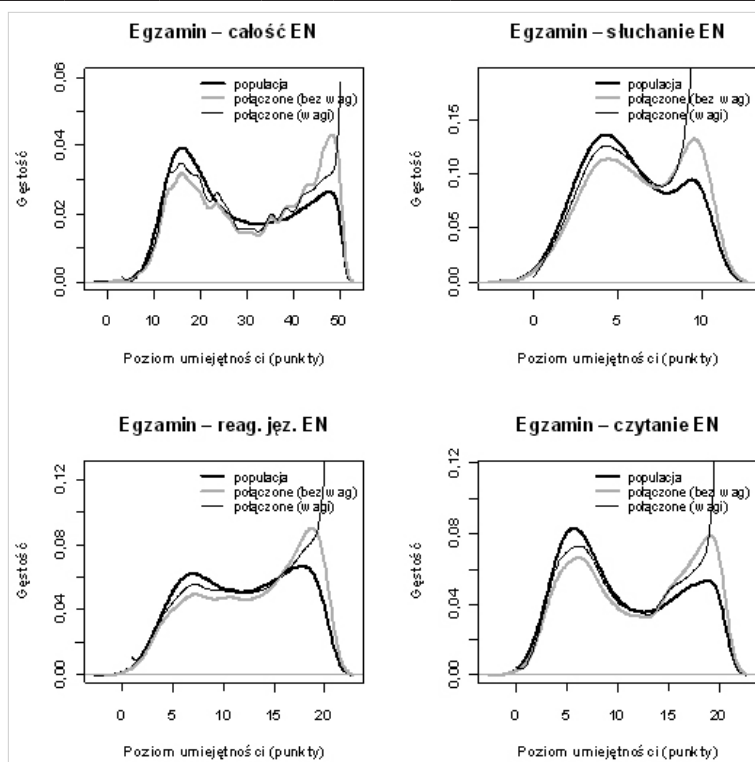 Egzamin – całość EN
populacja
połączone (bez wag)
połączone (wagi)
Gęstość
0,00 0,02 0,04 0,06
0 10 20 30 40 50
Poziom umiejętności (punkty)
Egzamin – słuchanie EN
populacja
połączone (bez wag)
połączone (wagi)
Gęstość
0,00 0,05 0,10 0,15
0 5 10
Poziom umiejętności (punkty)
Egzamin – reag. jęz. EN
populacja
połączone (bez wag)
połączone (wagi)
Gęstość
0,00 0,04 0,08 0,12
0 5 10 15 20
Poziom umiejętności (punkty)
Egzamin – czytanie EN
populacja
połączone (bez wag)
połączone (wagi)
Gęstość
0,00 0,04 0,08 0,12
0 5 10 15 20
Poziom umiejętności (punkty)